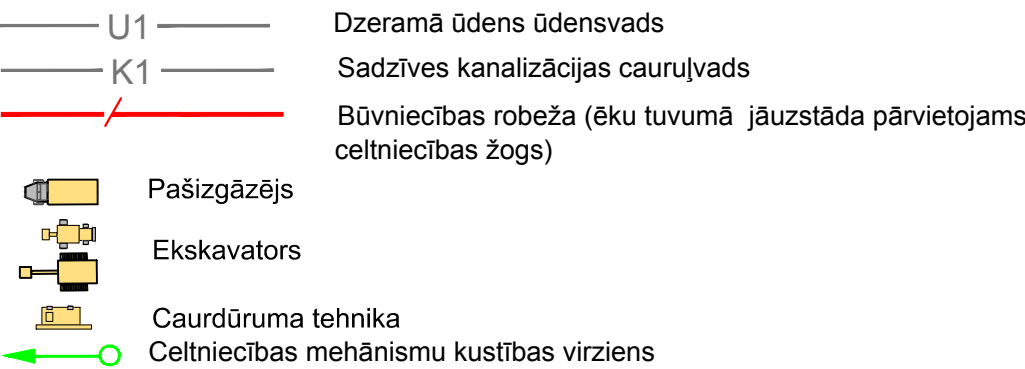 U1 Dzeramā ūdens ūdensvads
K1 Sadzīves kanalizācijas cauruļvads
Būvniecības robeža (ēku tuvumā jāuzstāda pārvietojams
celtniecības žogs)
Pašizgāzējs
Ekskavators
Caurdūruma tehnika
Celtniecības mehānismu kustības virziens